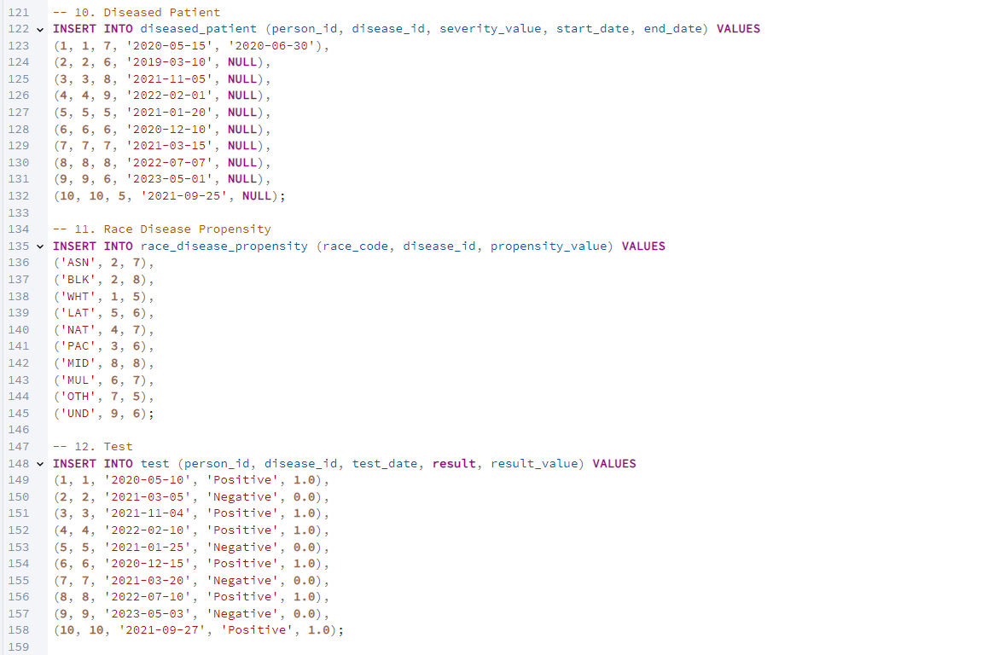 121 -- 10. Diseased Patient
122 INSERT INTO diseased_patient (person_id, disease_id, severity_value, start_date, end_date) VALUES
123 (1, 1, 7, '2020-05-15', '2020-06-30'),
124 (2, 2, 6, '2019-03-10', NULL),
125 (3, 3, 8, '2021-11-05', NULL),
126 (4, 4, 9, '2022-02-01', NULL),
127 (5, 5, 5, '2021-01-20', NULL),
128 (6, 6, 6, '2020-12-10', NULL),
129 (7, 7, 7, '2021-03-15', NULL),
130 (8, 8, 8, '2022-07-07', NULL),
131 (9, 9, 6, '2023-05-01', NULL),
132 (10, 10, 5, '2021-09-25', NULL);
133
134 -- 11. Race Disease Propensity
135 INSERT INTO race_disease_propensity (race_code, disease_id, propensity_value) VALUES
136 ('ASN', 2, 7),
137 ('BLK', 2, 8),
138 ('WHT', 1, 5),
139 ('LAT', 5, 6),
140 ('NAT', 4, 7),
141 ('PAC', 3, 6),
142 ('MID', 8, 8),
143 ('MUL', 6, 7),
144 ('OTH', 7, 5),
145 ('UND', 9, 6);
146
147 -- 12. Test
148 INSERT INTO test (person_id, disease_id, test_date, result, result_value) VALUES
149 (1, 1, '2020-05-10', 'Positive', 1.0),
150 (2, 2, '2021-03-05', 'Negative', 0.0),
151 (3, 3, '2021-11-04', 'Positive', 1.0),
152 (4, 4, '2022-02-10', 'Positive', 1.0),
153 (5, 5, '2021-01-25', 'Negative', 0.0),
154 (6, 6, '2020-12-15', 'Positive', 1.0),
155 (7, 7, '2021-03-20', 'Negative', 0.0),
156 (8, 8, '2022-07-10', 'Positive', 1.0),
157 (9, 9, '2023-05-03', 'Negative', 0.0),
158 (10, 10, '2021-09-27', 'Positive', 1.0);
159